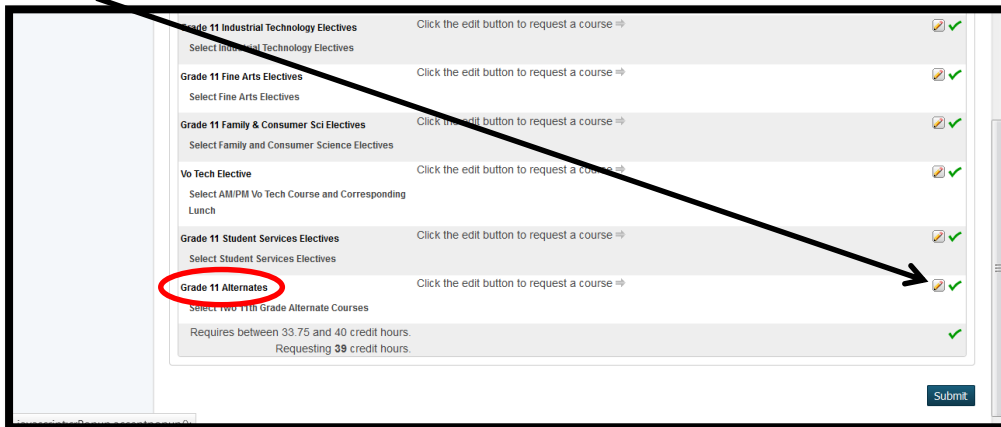 Grade 11 Industrial Technology Electives Click the edit button to request a course ⇒
Select Industrial Technology Electives
Grade 11 Fine Arts Electives Click the edit button to request a course ⇒
Select Fine Arts Electives
Grade 11 Family & Consumer Sci Electives Click the edit button to request a course ⇒
Select Family and Consumer Science Electives
Vo Tech Elective Click the edit button to request a course ⇒
Select AM/PM Vo Tech Course and Corresponding
Lunch
Grade 11 Student Services Electives Click the edit button to request a course ⇒
Select Student Services Electives
Grade 11 Alternates Click the edit button to request a course ⇒
Select Two 11th Grade Alternate Courses
Requires between 33.75 and 40 credit hours.
Requesting 39 credit hours.
Submit